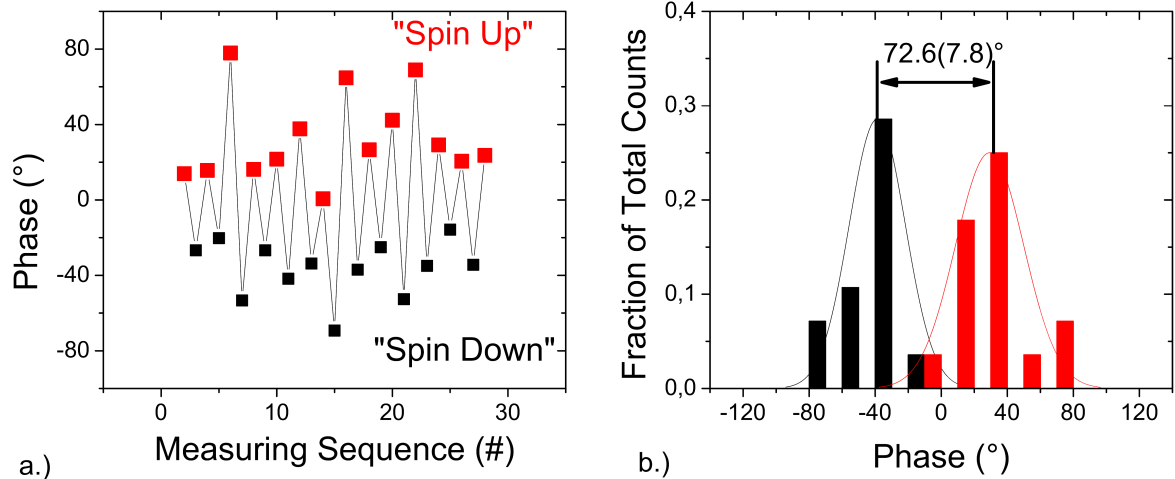 "Spin Up"
80
40
0
-40
-80
Phase (°)
"Spin Down"
0
10
20
30
Measuring Sequence (#)
a.)
0,4
0,3
0,2
0,1
0,0
Fraction of Total Counts
72.6(7.8)°
-120
-80
-40
0
40
80
120
Phase (°)
b.)